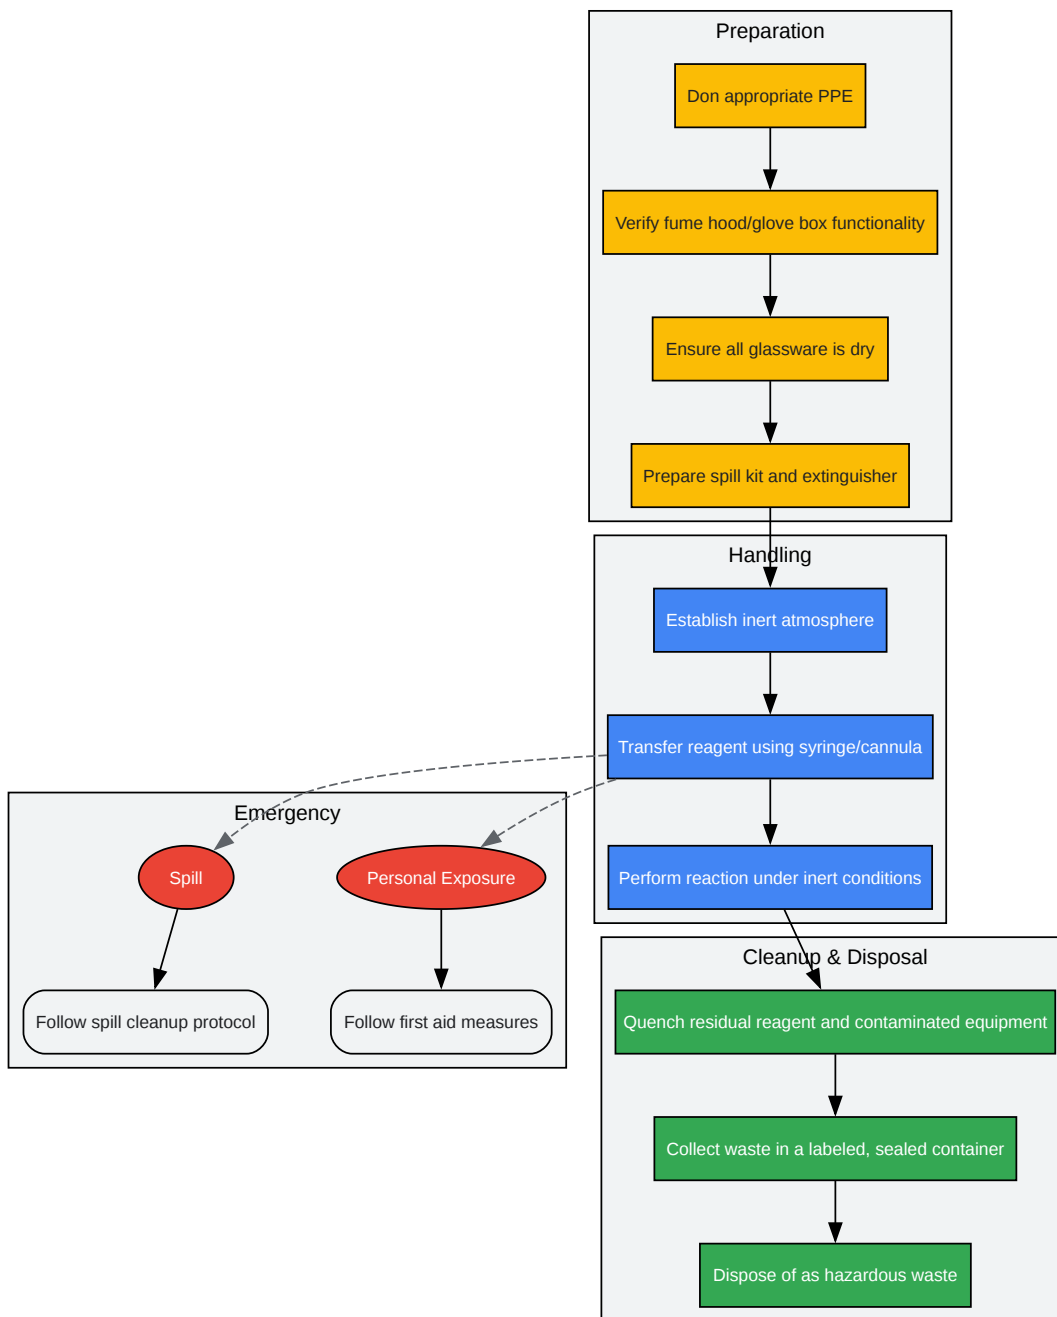 Preparation
Don appropriate PPE
Verify fume hood/glove box functionality
Ensure all glassware is dry
Prepare spill kit and extinguisher
Handling
Establish inert atmosphere
Transfer reagent using syringe/cannula
Perform reaction under inert conditions
Emergency
Spill
Personal Exposure
Follow spill cleanup protocol
Follow first aid measures
Cleanup & Disposal
Quench residual reagent and contaminated equipment
Collect waste in a labeled, sealed container
Dispose of as hazardous waste